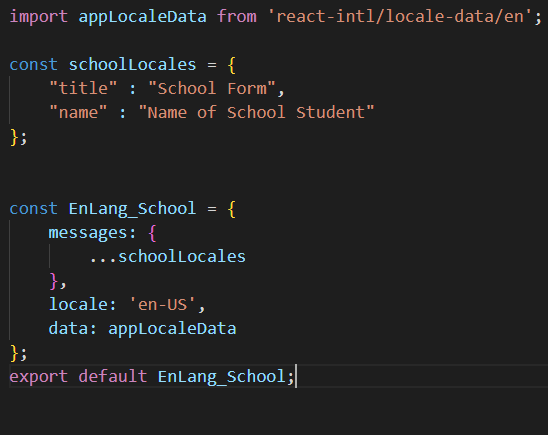 import appLocaleData from 'react-intl/locale-data/en';
const schoolLocales = {
    "title" : "School Form",
    "name" : "Name of School Student"
};
const EnLang_School = {
    messages: {
        ...schoolLocales
    },
    locale: 'en-US',
    data: appLocaleData
};
export default EnLang_School;